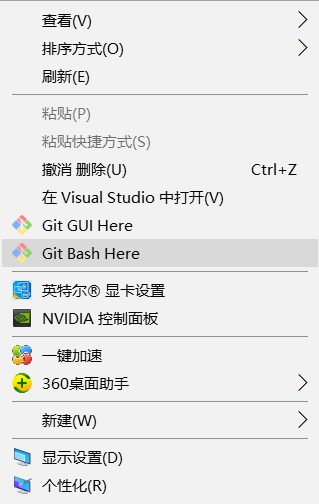 查看(V)
排序方式(O)
刷新(E)
粘贴(P)
粘贴快捷方式(S)
撤消 删除(U) Ctrl+Z
在 Visual Studio 中打开(V)
Git GUI Here
Git Bash Here
英特尔® 显卡设置
NVIDIA 控制面板
一键加速
360桌面助手
新建(W)
显示设置(D)
个性化(R)